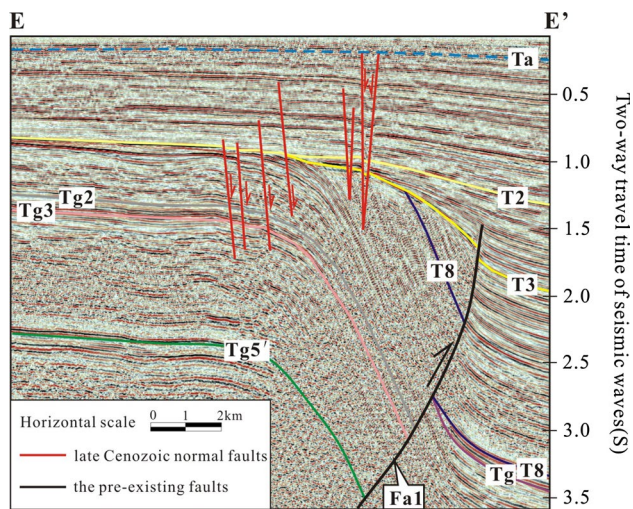 E E’
Ta
0.5
1.0
Tg2
Tg3
T2
1.5
T8
T3
2.0
Tg5′
2.5
Horizontal scale 0 1 2km
3.0
late Cenozoic normal faults
Tg T8
the pre-existing faults
Fa1
3.5
Two-way travel time of seismic waves(S)